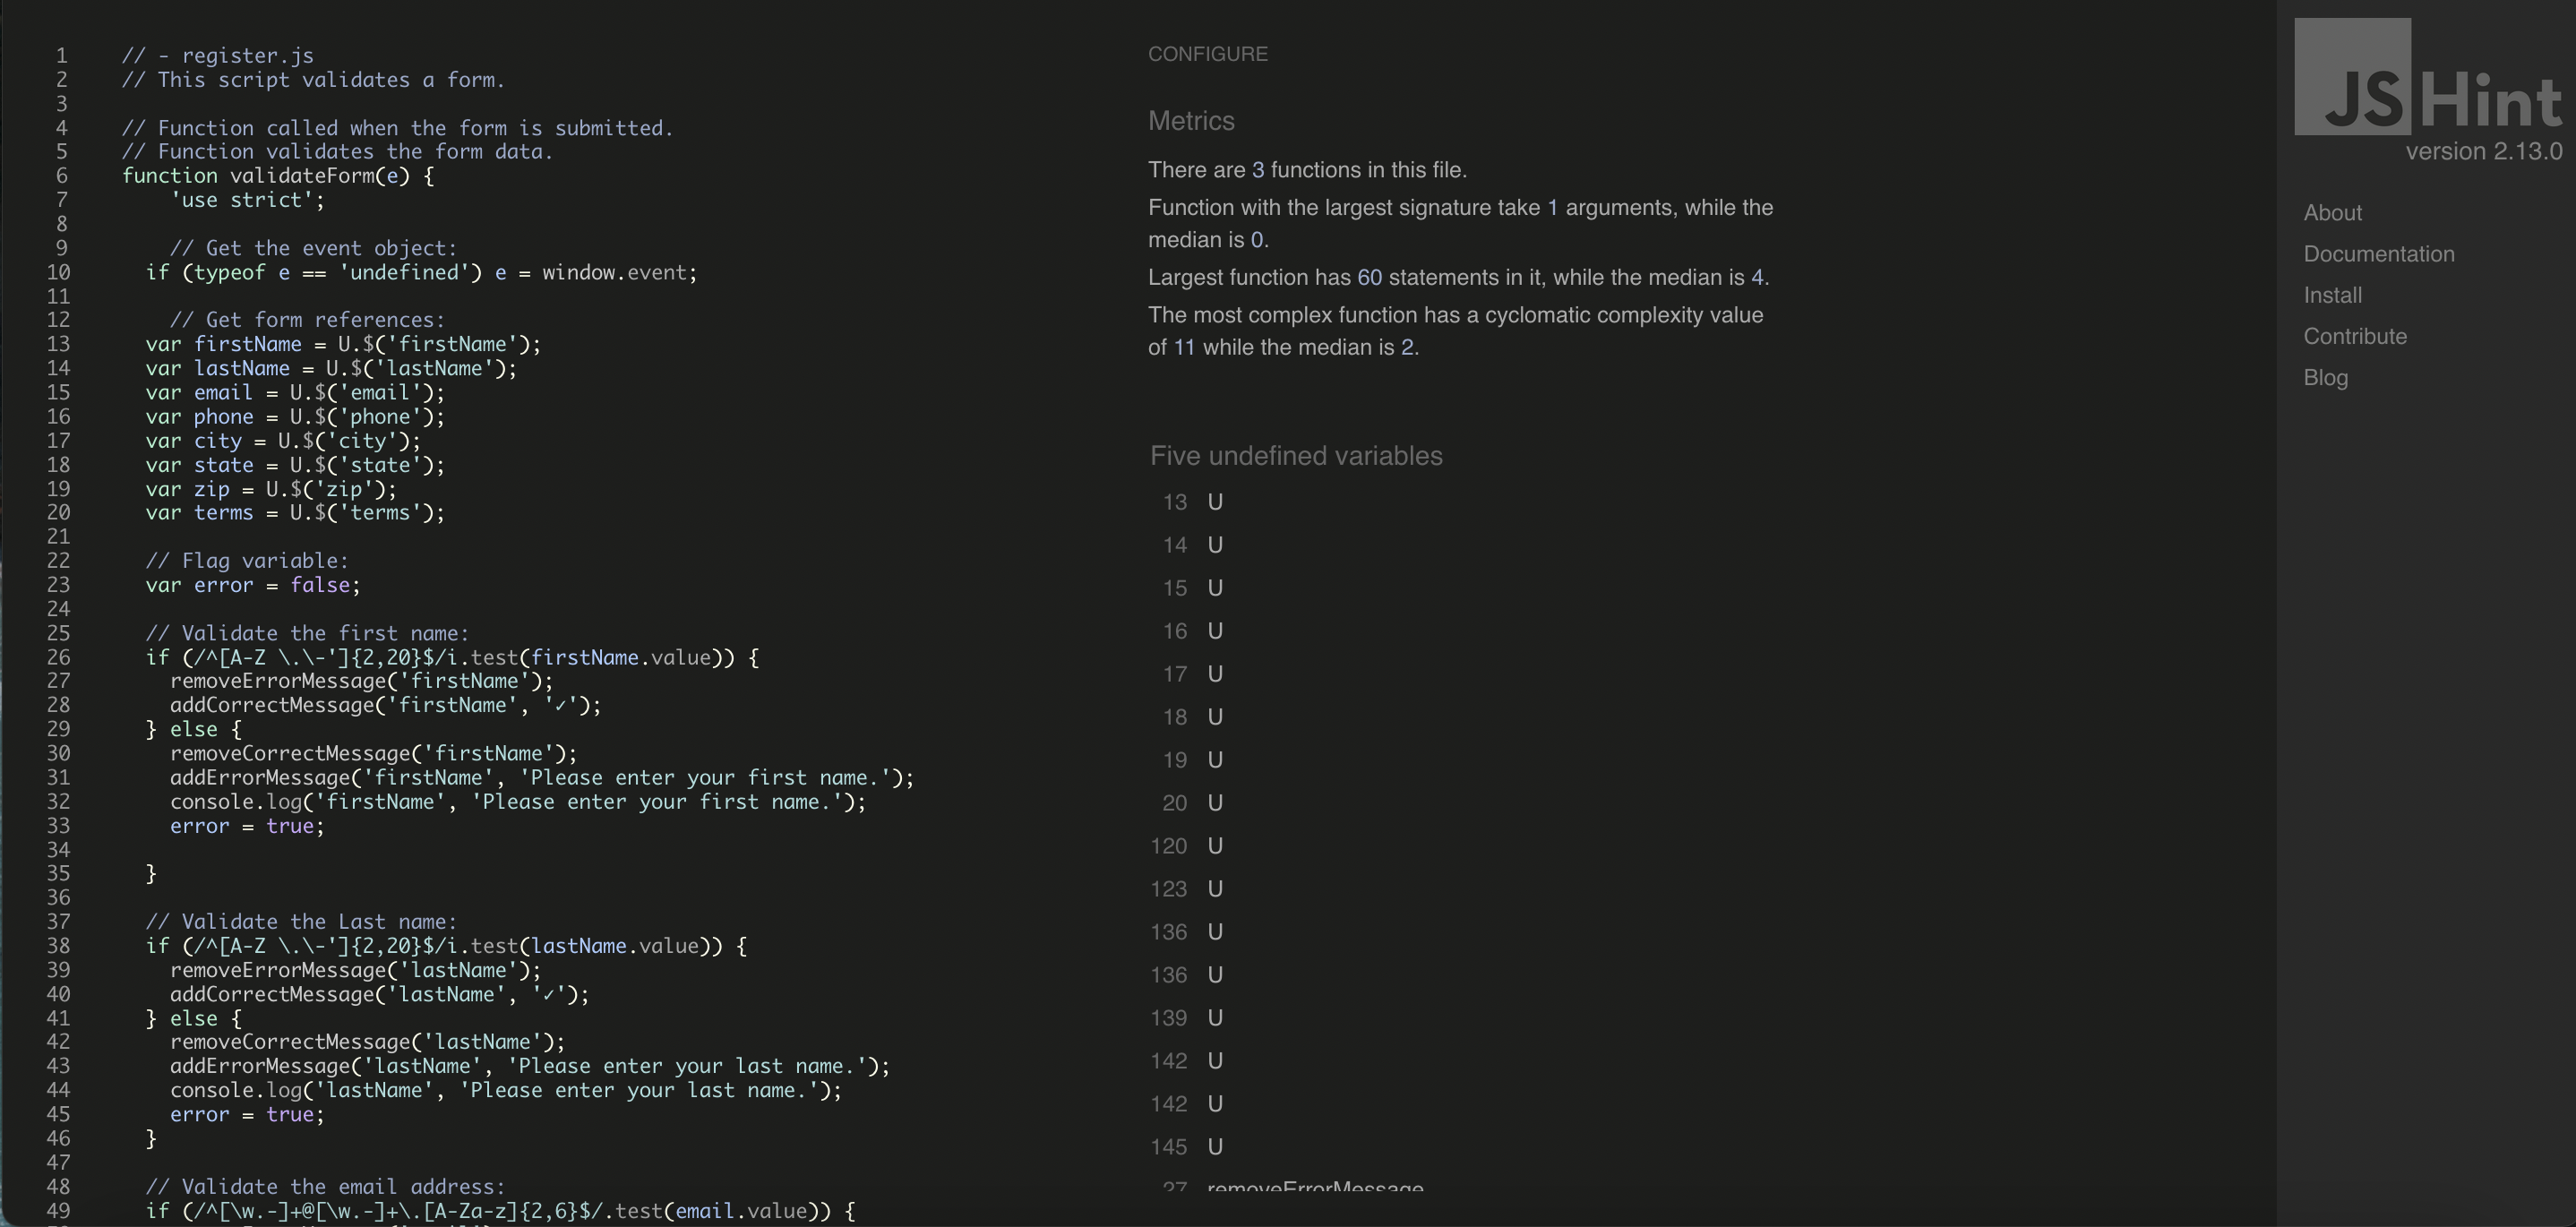 1 // - register.js
2 // This script validates a form.
3
4 // Function called when the form is submitted.
5 // Function validates the form data.
6 function validateForm(e) {
7 'use strict';
8
9 // Get the event object:
10 if (typeof e == 'undefined') e = window.event;
11
12 // Get form references:
13 var firstName = U.$('firstName');
14 var lastName = U.$('lastName');
15 var email = U.$('email');
16 var phone = U.$('phone');
17 var city = U.$('city');
18 var state = U.$('state');
19 var zip = U.$('zip');
20 var terms = U.$('terms');
21
22 // Flag variable:
23 var error = false;
24
25 // Validate the first name:
26 if (/^[A-Z \.\-']{2,20}$/i.test(firstName.value)) {
27 removeErrorMessage('firstName');
28 addCorrectMessage('firstName', '✓');
29 } else {
30 removeCorrectMessage('firstName');
31 addErrorMessage('firstName', 'Please enter your first name.');
32 console.log('firstName', 'Please enter your first name.');
33 error = true;
34
35 }
36
37 // Validate the Last name:
38 if (/^[A-Z \.\-']{2,20}$/i.test(lastName.value)) {
39 removeErrorMessage('lastName');
40 addCorrectMessage('lastName', '✓');
41 } else {
42 removeCorrectMessage('lastName');
43 addErrorMessage('lastName', 'Please enter your last name.');
44 console.log('lastName', 'Please enter your last name.');
45 error = true;
46 }
47
48 // Validate the email address:
49 if (/^[\w.-]+@[\w.-]+\.[A-Za-z]{2,6}$/.test(email.value)) {
CONFIGURE
Metrics
There are 3 functions in this file.
Function with the largest signature take 1 arguments, while the
median is 0.
Largest function has 60 statements in it, while the median is 4.
The most complex function has a cyclomatic complexity value
of 11 while the median is 2.
Five undefined variables
13 U
14 U
15 U
16 U
17 U
18 U
19 U
20 U
120 U
123 U
136 U
136 U
139 U
142 U
142 U
145 U
27 removeErrorMessage
JSHint
version 2.13.0
About
Documentation
Install
Contribute
Blog